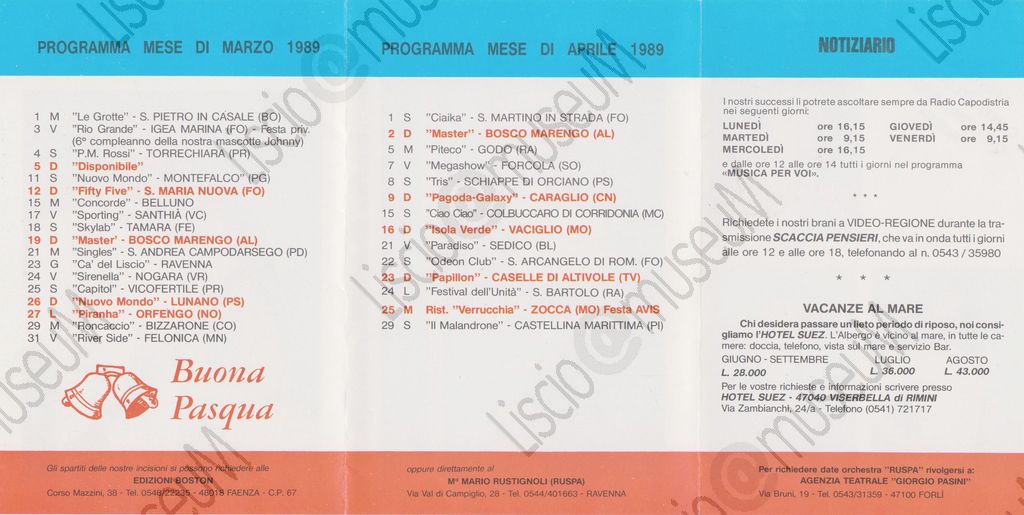 PROGRAMMA MESE DI MARZO 1989
1 M "Le Grotte" - S. PIETRO IN CASALE (BO)
3 V "Rio Grande" - IGEA MARINA (FO) - Festa priv.
(6º compleanno della nostra mascotte Johnny)
4 S "P.M. Rossi" - TORRECHIARA (PR)
5 D "Disponibile"
11 S "Nuovo Mondo" - MONTEFALCO" (PG)
12 D "Fifty Five" - S. MARIA NUOVA (FO)
15 M "Concorde" - BELLUNO
17 V "Sporting" - SANTHIÀ (VC)
18 S "Skylab" - TAMARA (FE)
19 D "Master' - BOSCO MARENGO (AL)
21 M "Singles" - S. ANDREA CAMPODARSEGO (PD)
23 G "Ca' del Liscio" - RAVENNA
24 V "Sirenella" - NOGARA (VR)
25 S "Capitol" - VICOFERTILE (PR)
26 D "Nuovo Mondo" - LUNANO (PS)
27 L "Piranha" - ORFENGO (NO)
29 M "Roncaccio" - BIZZARONE (CO)
31 V "River Side" - FELONICA (MN)
Buona
Pasqua
Gli spartiti delle nostre incisioni si possono richiedere alle
EDIZIONI BOSTON
Corso Mazzini, 38 - Tel. 0546/22235 - 48018 FAENZA - C.P. 67
PROGRAMMA MESE DI APRILE 1989
1 S "Ciaika" - S. MARTINO IN STRADA (FO)
2 D "Master" - BOSCO MARENGO (AL)
5 M "Piteco" - GODO (RA)
7 V "Megashow" - FORCOLA (SO)
8 S "Tris" - SCHIAPPE DI ORCIANO (PS)
9 D "Pagoda-Galaxy" - CARAGLIO (CN)
15 S "Ciao Ciao" - COLBUCCARO DI CORRIDONIA (MC)
16 D "Isola Verde" - VACIGLIO (MO)
21 V "Paradiso" - SEDICO (BL)
22 S "Odeon Club" - S. ARCANGELO DI ROM. (FO)
23 D "Papillon" - CASELLE DI ALTIVOLE (TV)
24 L "Festival dell'Unità" - S. BARTOLO (RA)
25 M Rist. "Verrucchia" - ZOCCA (MO) Festa AVIS
29 S "Il Malandrone" - CASTELLINA MARITTIMA (PI)
oppure direttamente al
Mº MARIO RUSTIGNOLI (RUSPA)
Via Val di Campiglio, 28 - Tel. 0544/401663 - RAVENNA
NOTIZIARIO
I nostri successi li potrete ascoltare sempre da Radio Capodistria
nei seguenti giorni:
LUNEDÌ ore 16,15 GIOVEDÌ ore 14,45
MARTEDÌ ore 9,15 VENERDÌ ore 9,15
MERCOLEDÌ ore 16,15
e dalle ore 12 alle ore 14 tutti i giorni nel programma
«MUSICA PER VOI».
* * *
Richiedete i nostri brani a VIDEO-REGIONE durante la tra-
smissione SCACCIA PENSIERI, che va in onda tutti i giorni
alle ore 12 e alle ore 18, telefonando al n. 0543 / 35980
* * *
VACANZE AL MARE
Chi desidera passare un lieto periodo di riposo, noi consi-
gliamo l'HOTEL SUEZ. L'Albergo è vicino al mare, in tutte le ca-
mere: doccia, telefono, vista sul mare e servizio Bar.
GIUGNO - SETTEMBRE LUGLIO AGOSTO
L. 28.000 L. 36.000 L. 43.000
Per le vostre richieste e informazioni scrivere presso
HOTEL SUEZ - 47040 VISERBELLA di RIMINI
Via Zambianchi, 24/a - Telefono (0541) 721717
Per richiedere date orchestra "RUSPA" rivolgersi a:
AGENZIA TEATRALE "GIORGIO PASINI"
Via Bruni, 19 - Tel. 0543/31359 - 47100 FORLÌ
Liscio@museuM